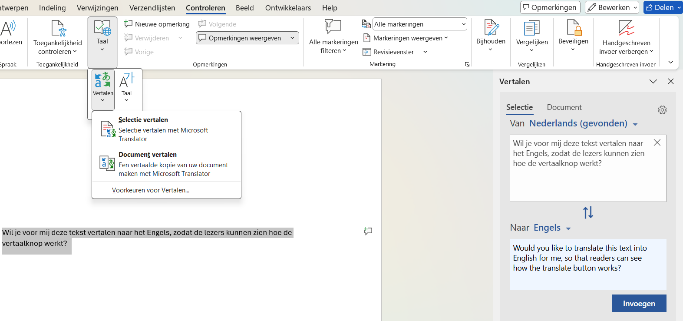 ntwerpen Indeling Verwijzingen Verzendlijsten Controleren Beeld Ontwikkelaars Help Opmerkingen Bewerken Delen
Toegankelijkheid
controleren
Taal
Nieuwe opmerking
Verwijderen
Vorige
Volgende
Opmerkingen weergeven
Alle markeringen
filteren
Alle markeringen
Markeringen weergeven
Revisievenster
Bijhouden
Vergelijken
Beveiligen
Handgeschreven
invoer verbergen
Spraak Toegankelijkheid Opmerkingen Markering Vergelijken Handgeschreven invoer
Vertalen
Taal
Selectie vertalen
Selectie vertalen met Microsoft
Translator
Document vertalen
Een vertaalde kopie van uw document
maken met Microsoft Translator
Voorkeuren voor Vertalen...
Wil je voor mij deze tekst vertalen naar het Engels, zodat de lezers kunnen zien hoe de
vertaalknop werkt?
Vertalen
Selectie Document
Van Nederlands (gevonden)
Wil je voor mij deze tekst vertalen naar
het Engels, zodat de lezers kunnen zien
hoe de vertaalknop werkt?
Naar Engels
Would you like to translate this text into
English for me, so that readers can see
how the translate button works?
Invoegen